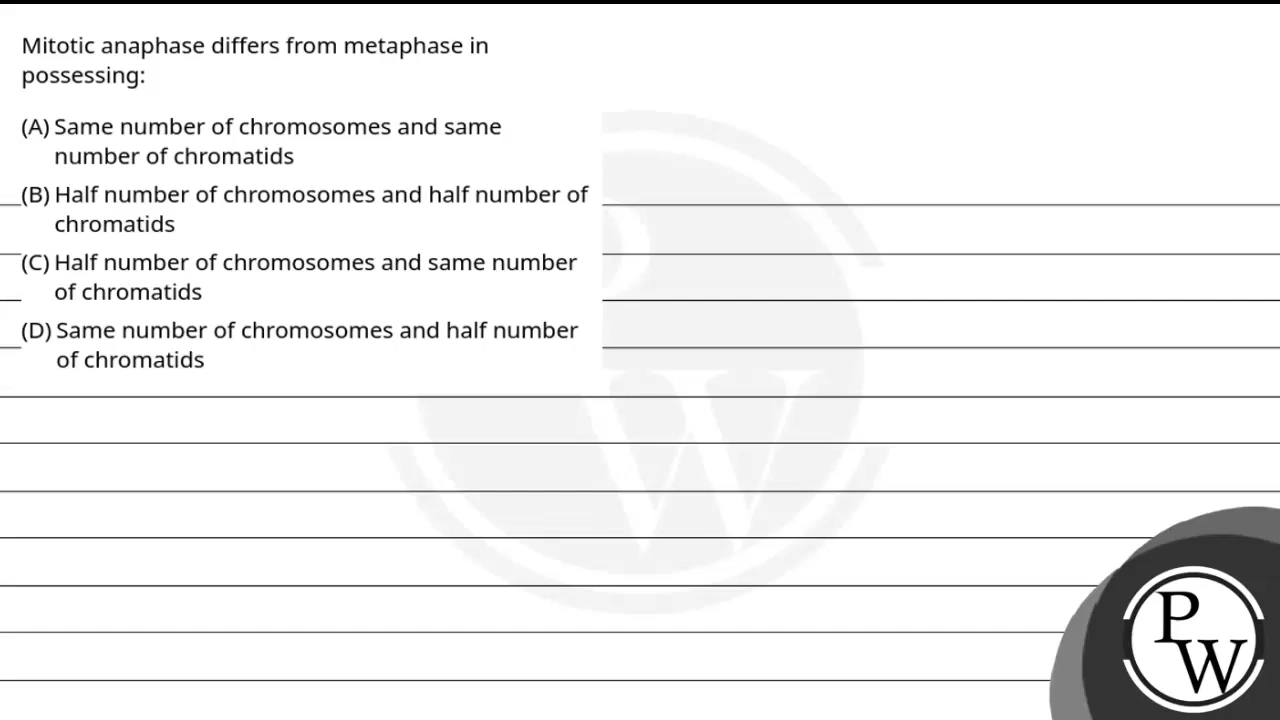 Mitotic anaphase differs from metaphase in
possessing:
(A) Same number of chromosomes and same
number of chromatids
(B) Half number of chromosomes and half number of
chromatids
(C) Half number of chromosomes and same number
of chromatids
(D) Same number of chromosomes and half number
of chromatids
P
W